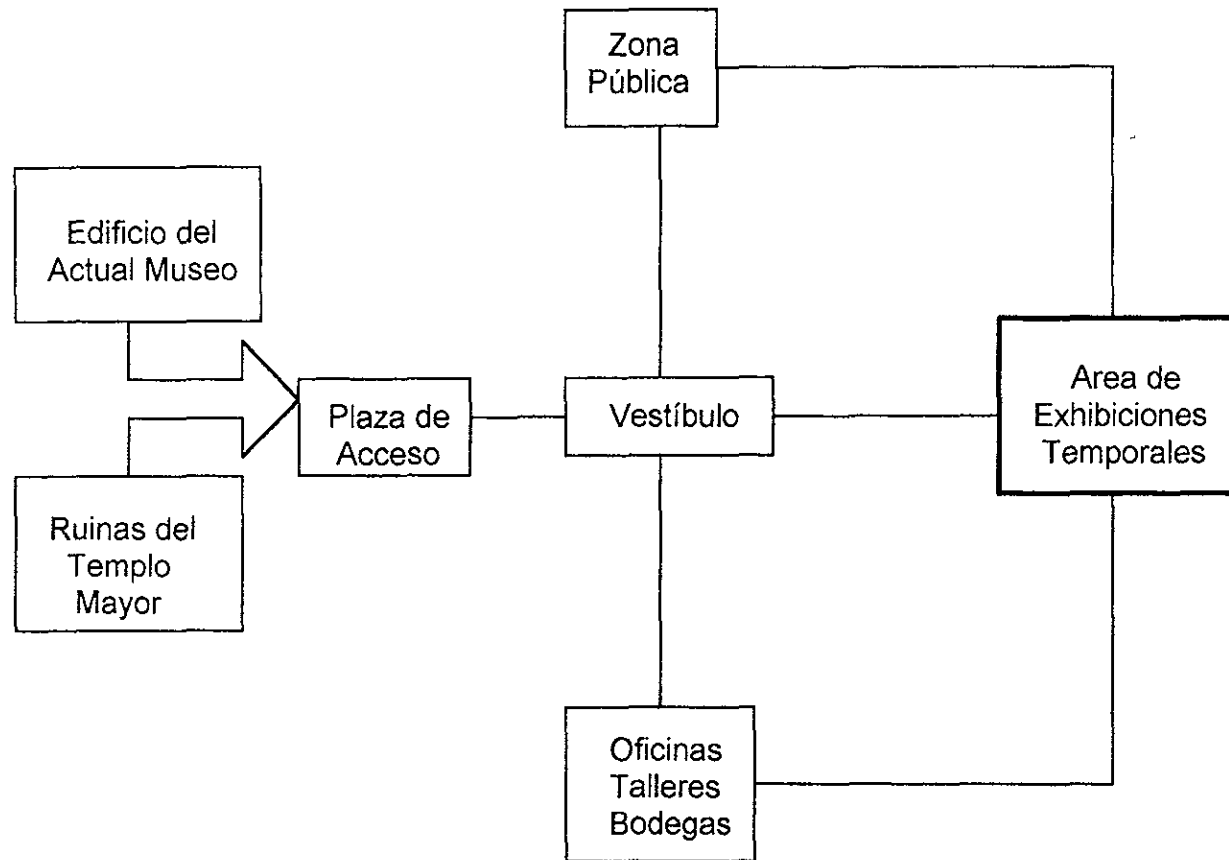 Zona
Pública
Edificio del
Actual Museo
Plaza de
Acceso
Vestíbulo
Area de
Exhibiciones
Temporales
Ruinas del
Templo
Mayor
Oficinas
Talleres
Bodegas